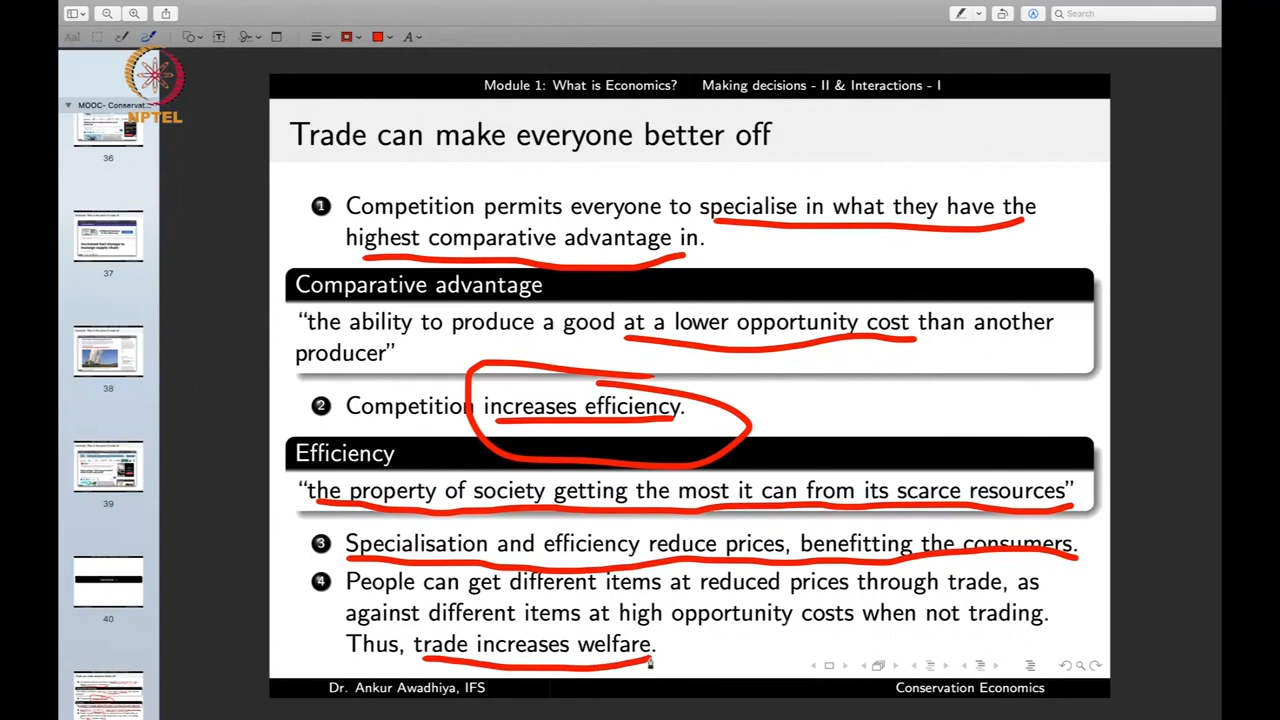 Search
NPTEL
MOOC- Conservat...
36
37
38
39
40
Module 1: What is Economics? Making decisions - II & Interactions - I
Trade can make everyone better off
1 Competition permits everyone to specialise in what they have the
highest comparative advantage in.
Comparative advantage
“the ability to produce a good at a lower opportunity cost than another
producer”
2 Competition increases efficiency.
Efficiency
“the property of society getting the most it can from its scarce resources”
3 Specialisation and efficiency reduce prices, benefitting the consumers.
4 People can get different items at reduced prices through trade, as
against different items at high opportunity costs when not trading.
Thus, trade increases welfare.
Dr. Ankur Awadhiya, IFS Conservation Economics